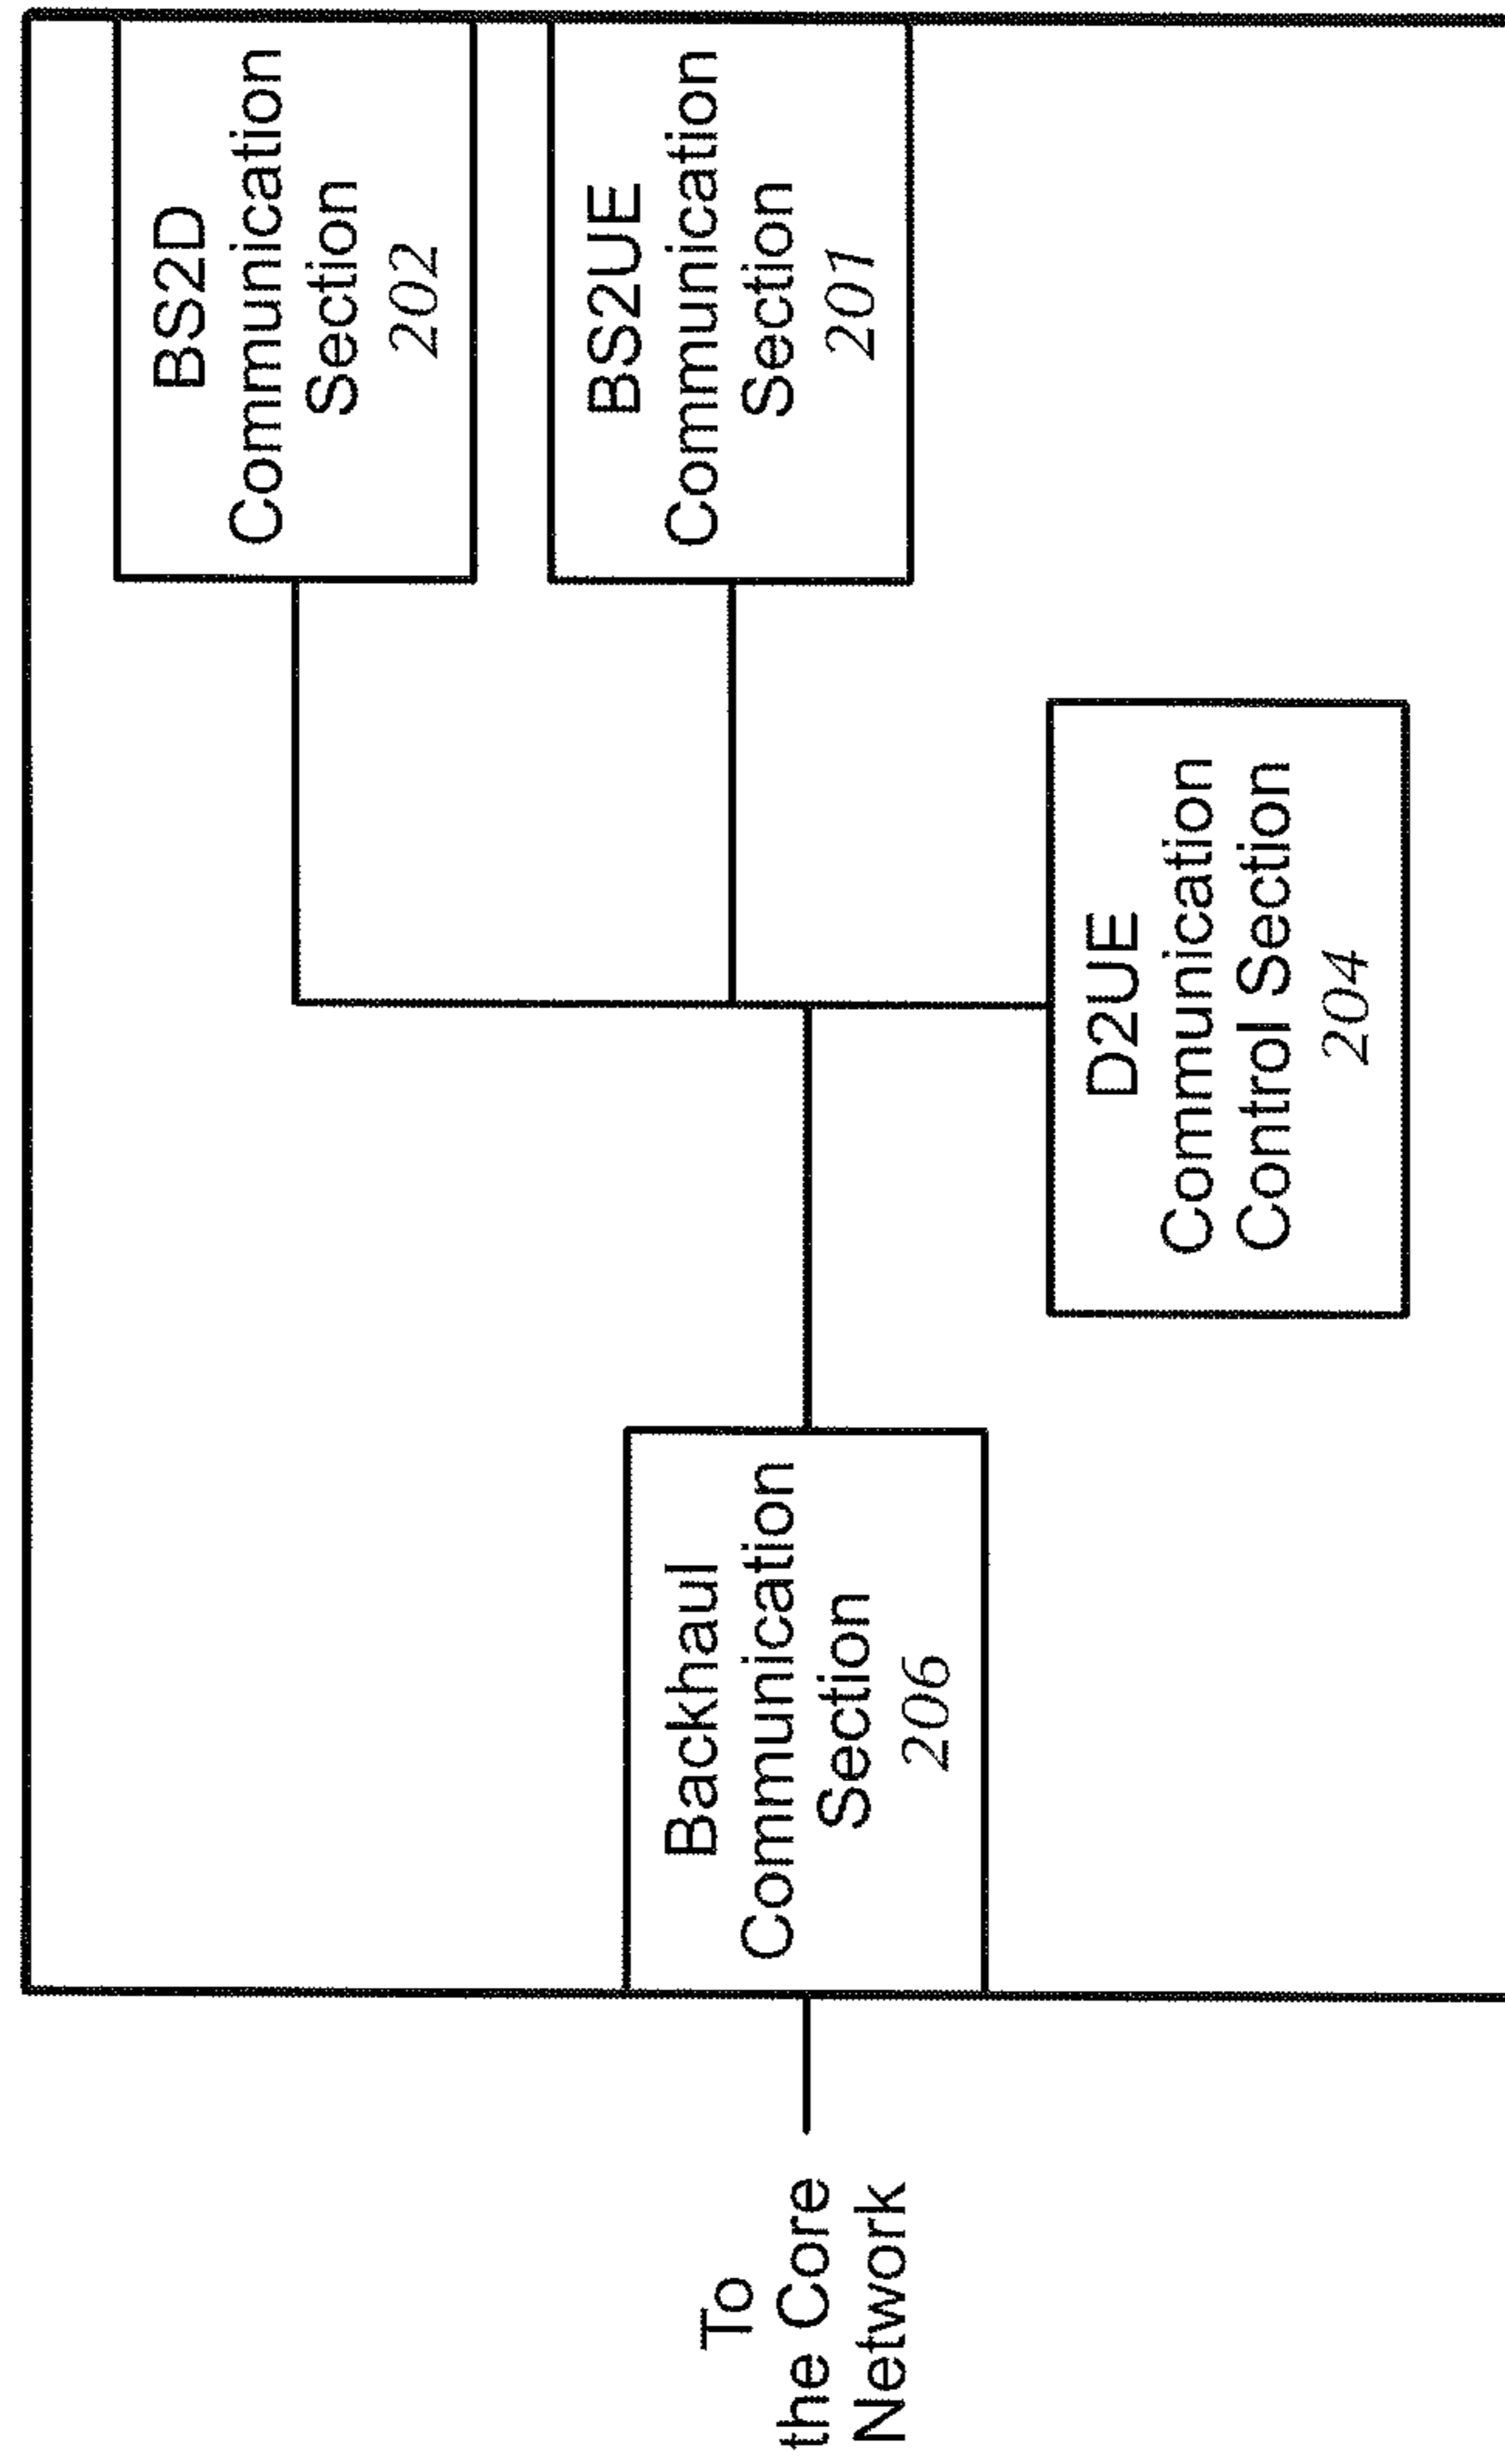 BS2D
Communication
Section
202
BS2UE
Communication
Section
201
D2UE
Communication
Control Section
204
Backhaul
Communication
Section
206
To
the Core
Network